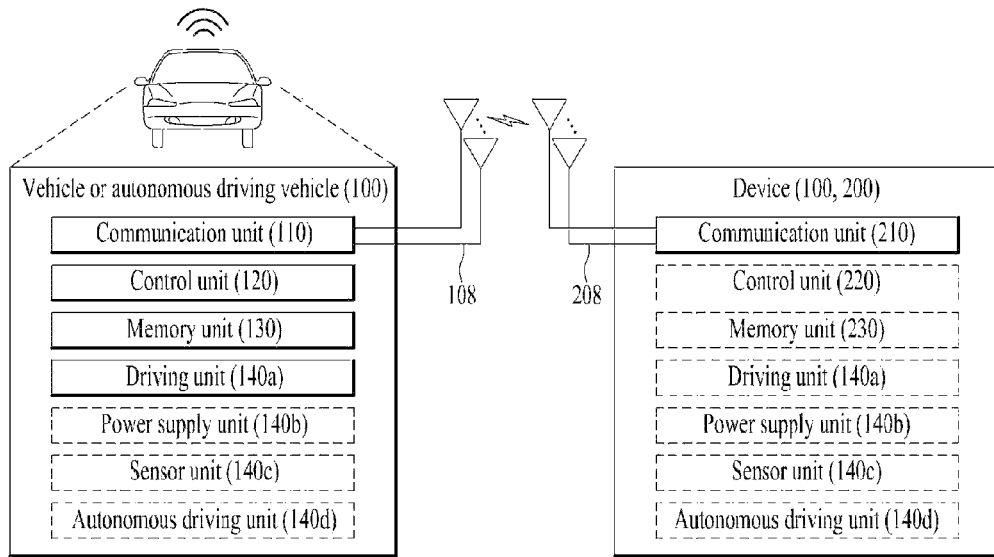 Vehicle or autonomous driving vehicle (100)
Communication unit (110)
Control unit (120)
Memory unit (130)
Driving unit (140a)
Power supply unit (140b)
Sensor unit (140c)
Autonomous driving unit (140d)
108
208
Device (100, 200)
Communication unit (210)
Control unit (220)
Memory unit (230)
Driving unit (140a)
Power supply unit (140b)
Sensor unit (140c)
Autonomous driving unit (140d)